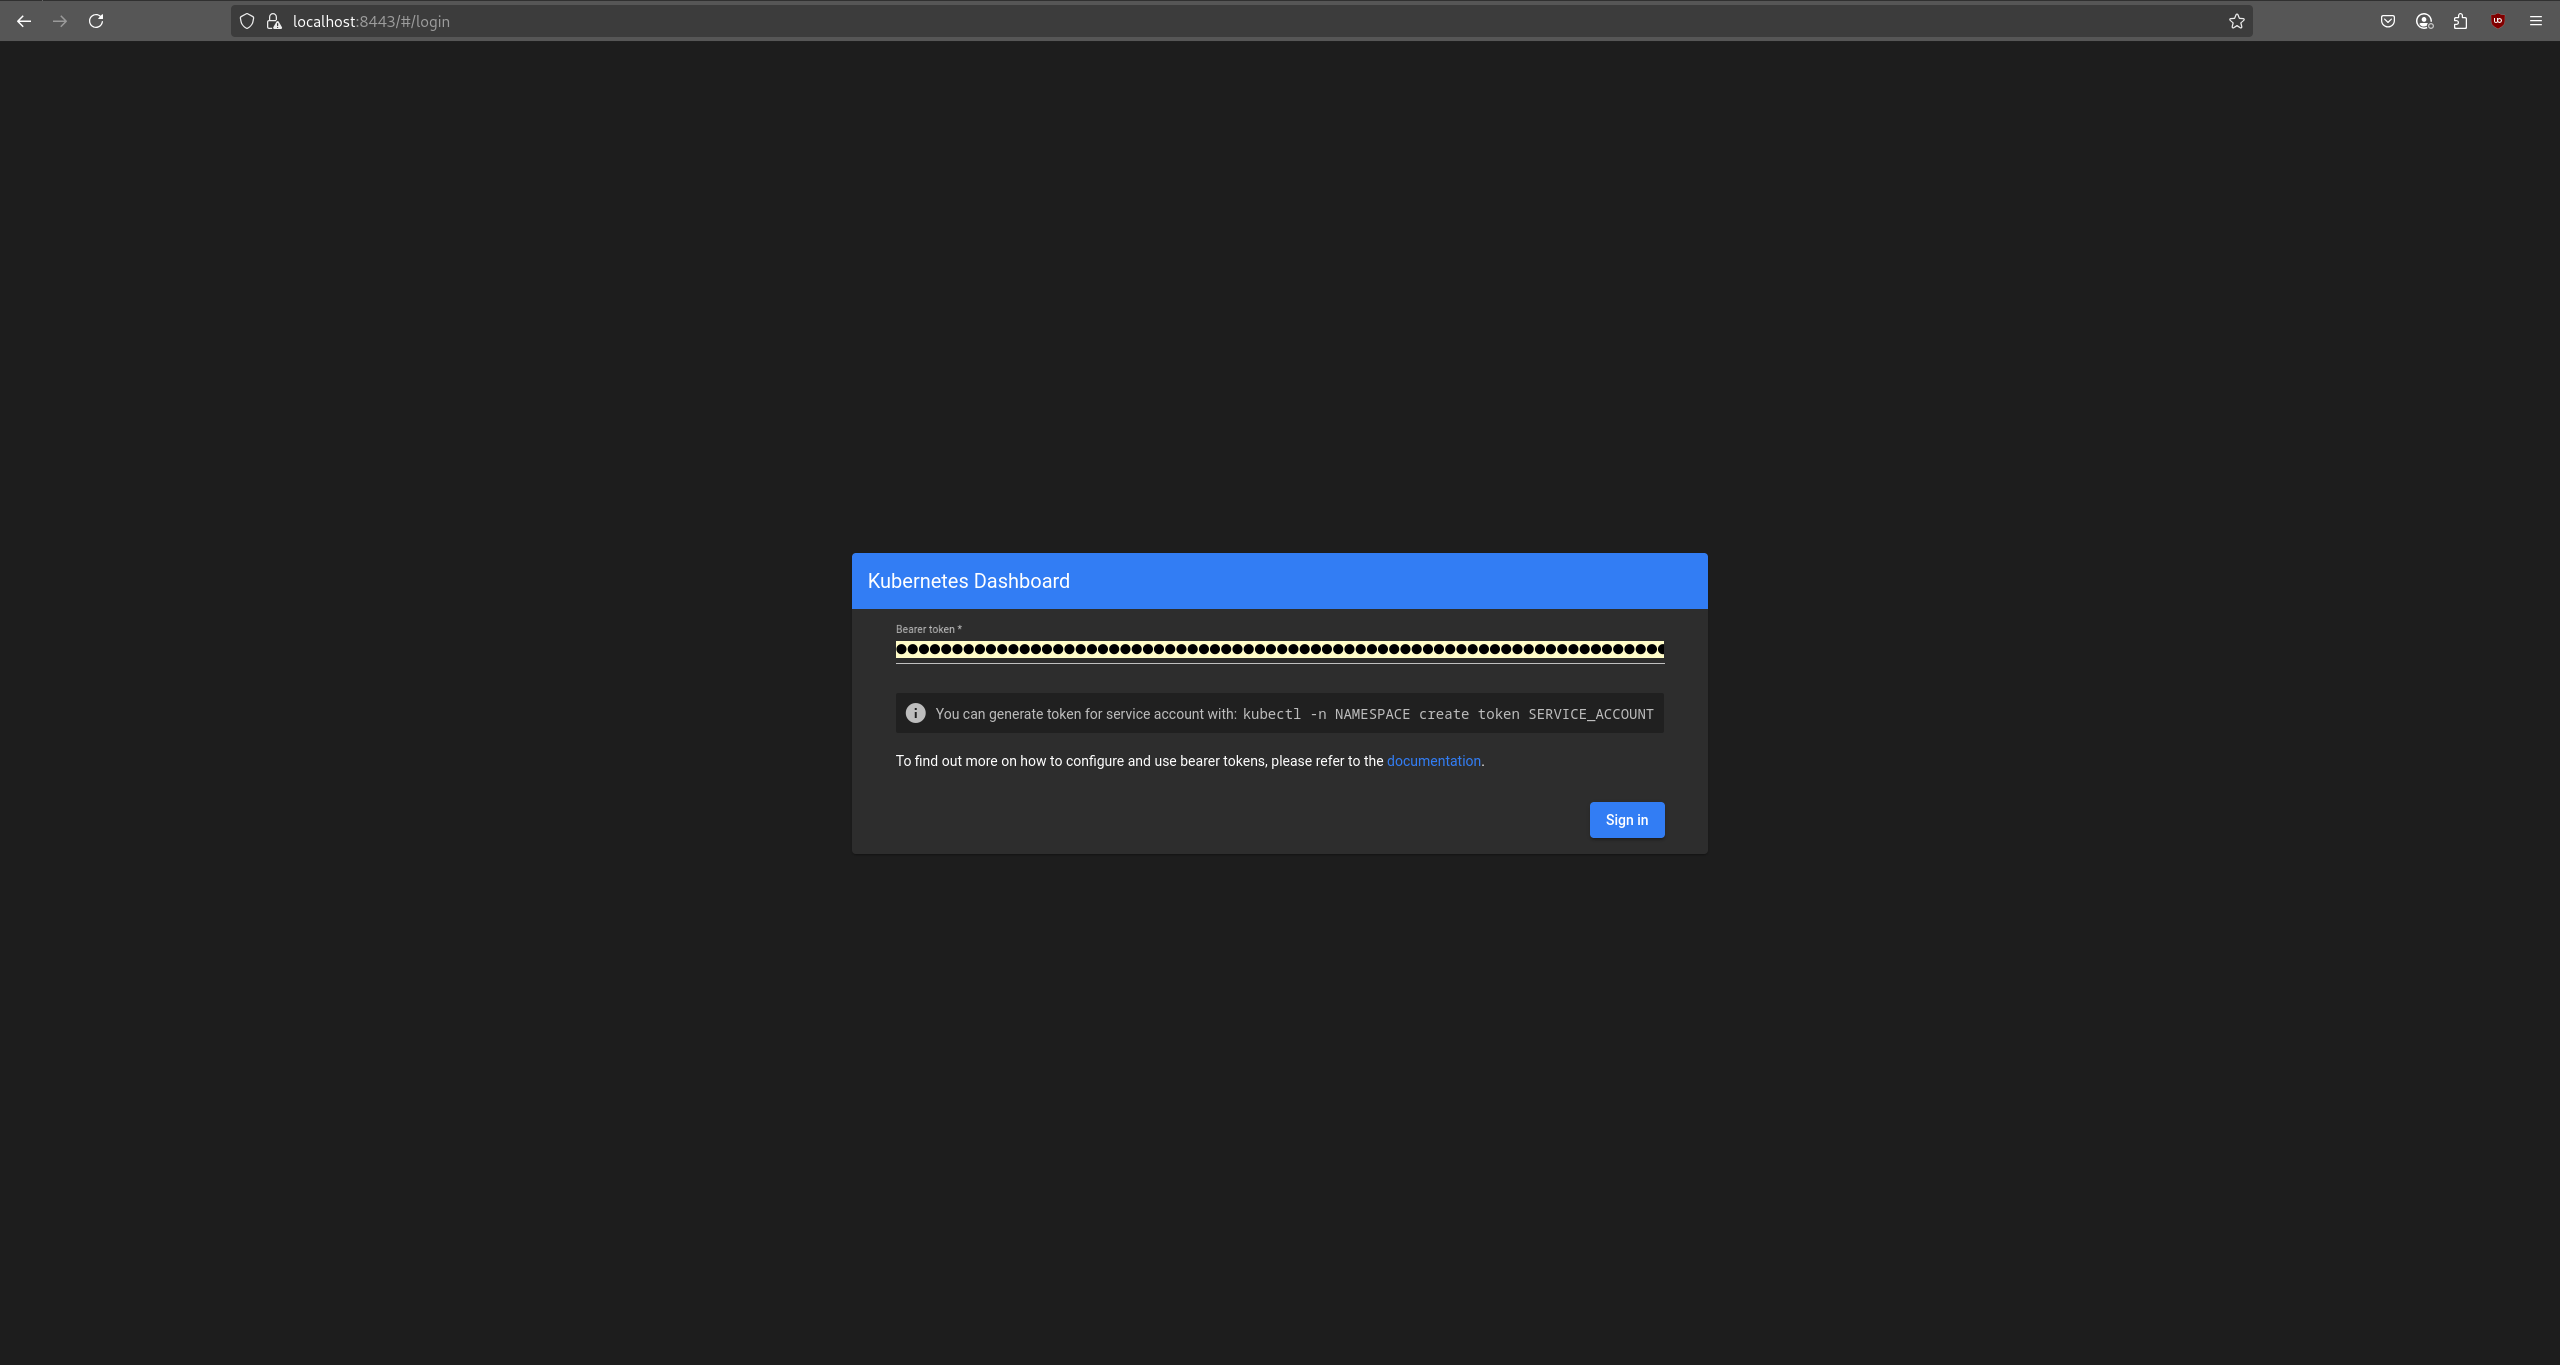 localhost:8443/#/login
Kubernetes Dashboard
Bearer token *
You can generate token for service account with: kubectl -n NAMESPACE create token SERVICE_ACCOUNT
To find out more on how to configure and use bearer tokens, please refer to the documentation.
Sign in